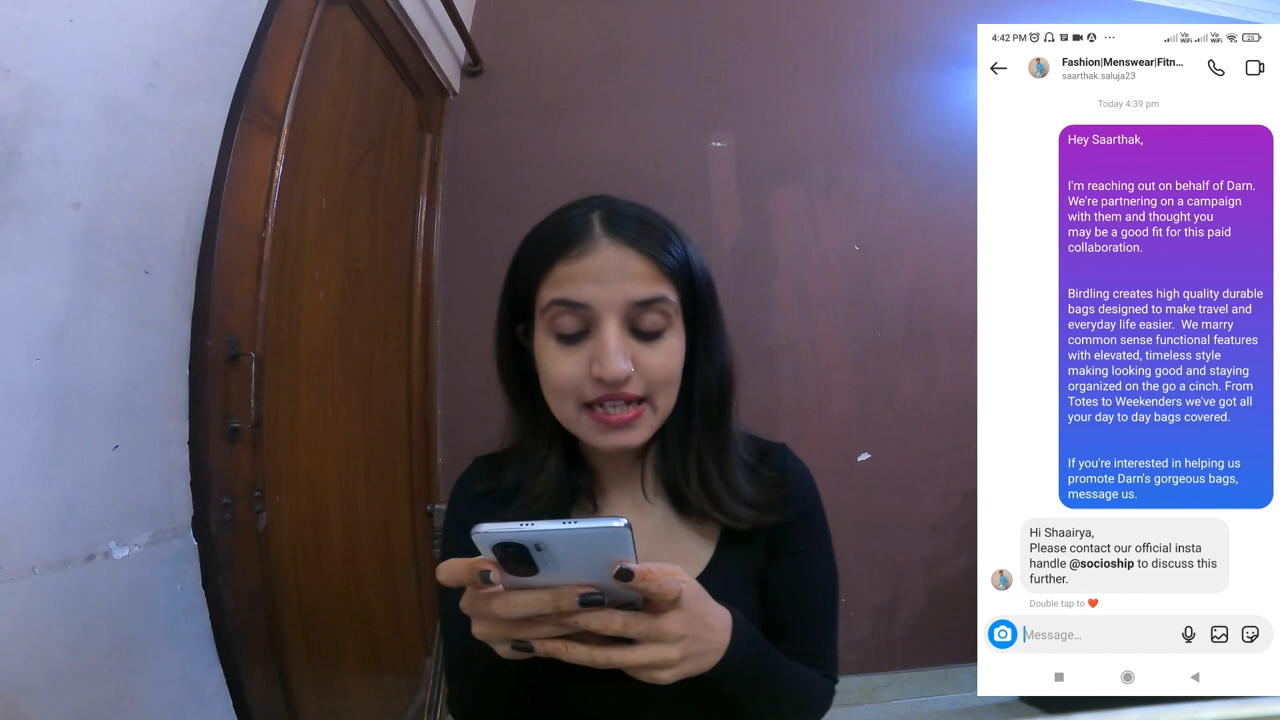 4:42 PM
Vo
WiFi
Vo
WiFi
25
Fashion|Menswear|Fitn...
saarthak.saluja23
Today 4:39 pm
Hey Saarthak,
I'm reaching out on behalf of Darn.
We're partnering on a campaign
with them and thought you
may be a good fit for this paid
collaboration.
Birdling creates high quality durable
bags designed to make travel and
everyday life easier.  We marry
common sense functional features
with elevated, timeless style
making looking good and staying
organized on the go a cinch. From
Totes to Weekenders we've got all
your day to day bags covered.
If you're interested in helping us
promote Darn's gorgeous bags,
message us.
Hi Shaairya,
Please contact our official insta
handle @socioship to discuss this
further.
Double tap to ❤️
Message...